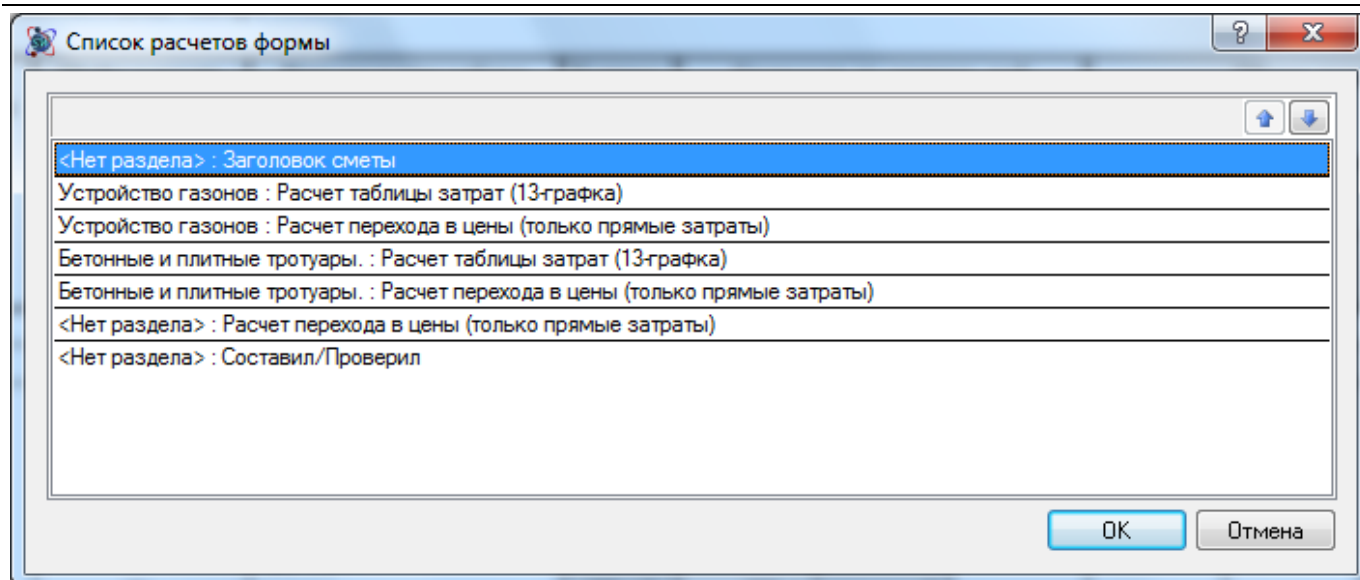 Список расчетов формы
<Нет раздела> : Заголовок сметы
Устройство газонов : Расчет таблицы затрат (13-графка)
Устройство газонов : Расчет перехода в цены (только прямые затраты)
Бетонные и плитные тротуары. : Расчет таблицы затрат (13-графка)
Бетонные и плитные тротуары. : Расчет перехода в цены (только прямые затраты)
<Нет раздела> : Расчет перехода в цены (только прямые затраты)
<Нет раздела> : Составил/Проверил
OK Отмена